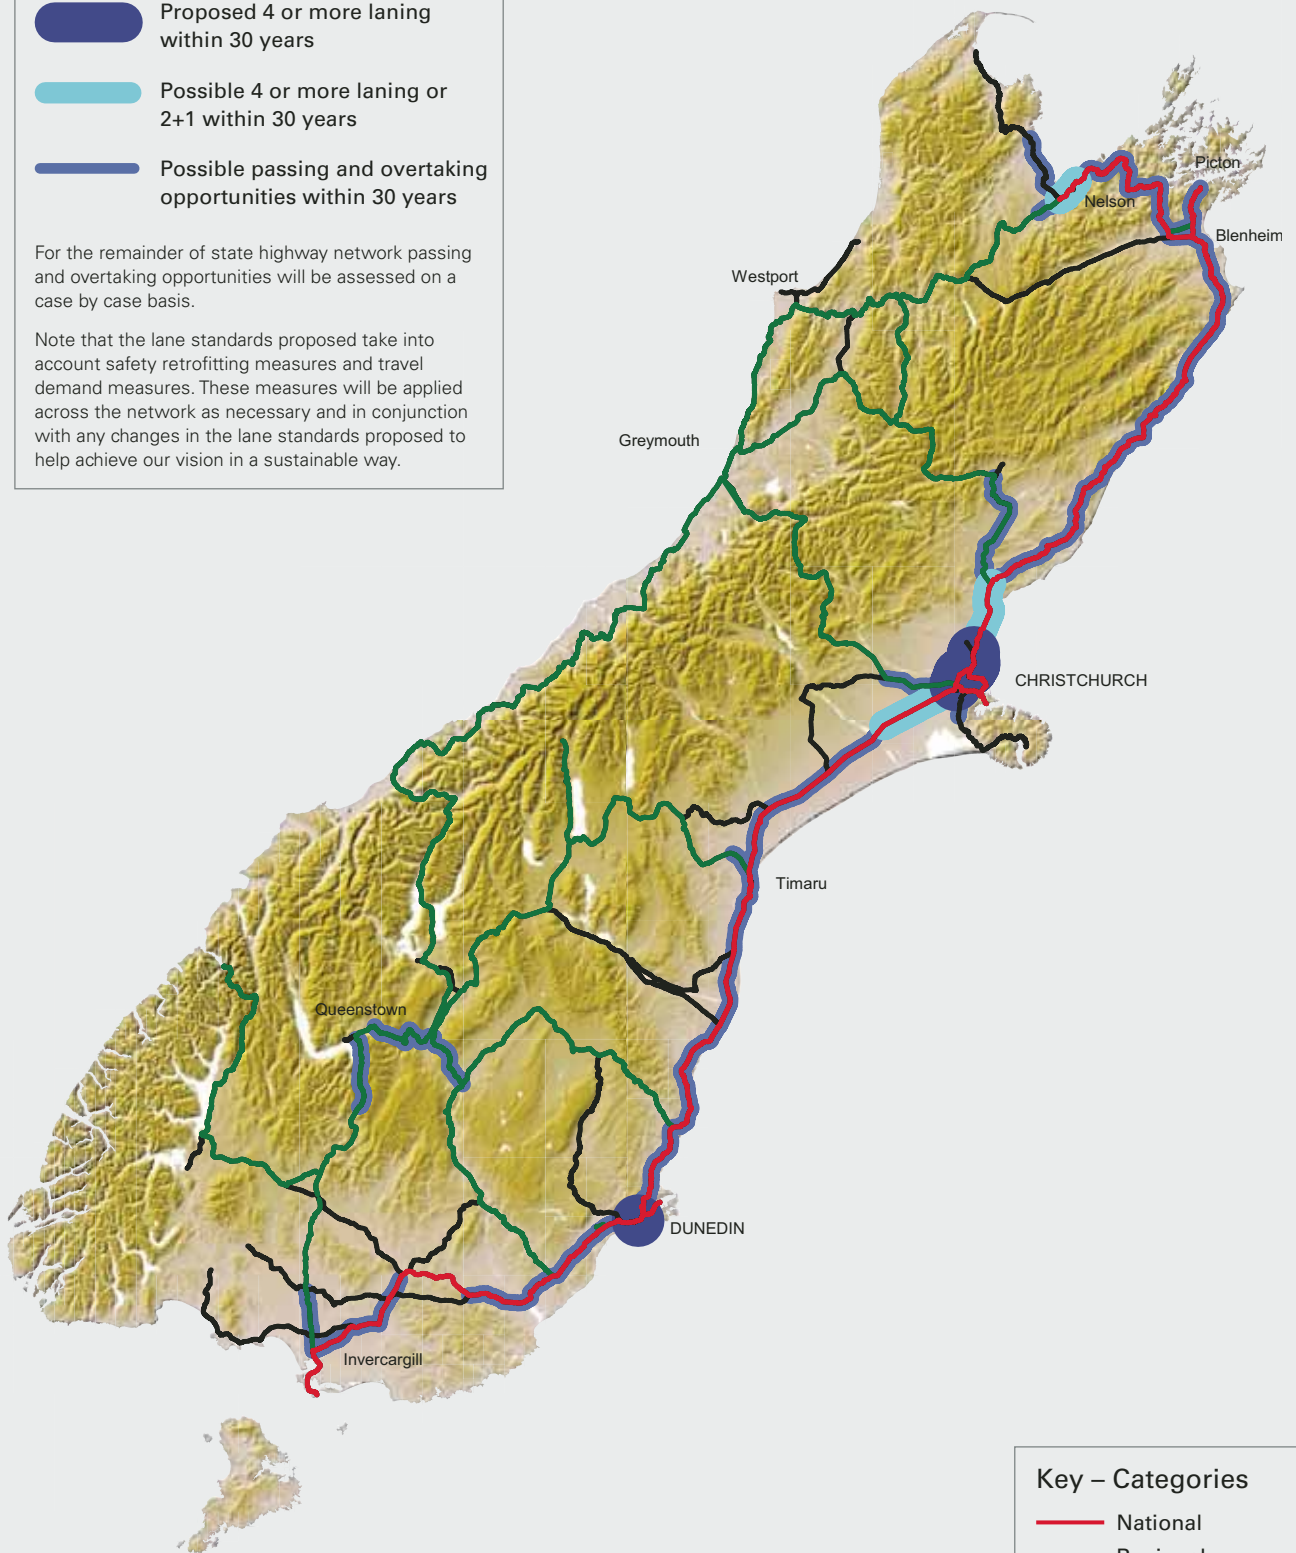 Proposed 4 or more laning
within 30 years
Possible 4 or more laning or
2+1 within 30 years
Possible passing and overtaking
opportunities within 30 years
For the remainder of state highway network passing
and overtaking opportunities will be assessed on a
case by case basis.
Note that the lane standards proposed take into
account safety retrofitting measures and travel
demand measures. These measures will be applied
across the network as necessary and in conjunction
with any changes in the lane standards proposed to
help achieve our vision in a sustainable way.
Picton
Nelson
Blenheim
Westport
Greymouth
CHRISTCHURCH
Timaru
Queenstown
DUNEDIN
Invercargill
Key – Categories
National